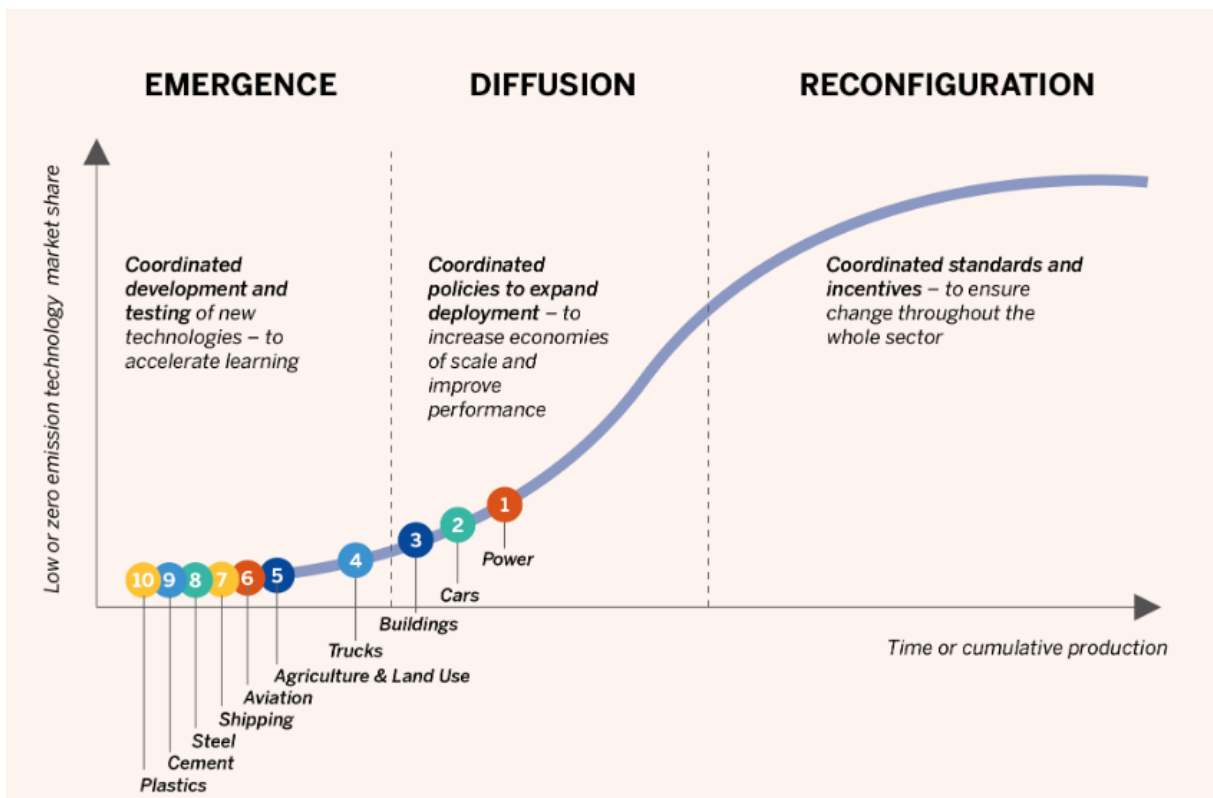 EMERGENCE
DIFFUSION
RECONFIGURATION
Low or zero emission technology market share
Coordinated
development and
testing of new
technologies – to
accelerate learning
Coordinated
policies to expand
deployment – to
increase economies
of scale and
improve
performance
Coordinated standards and
incentives – to ensure
change throughout the
whole sector
10 9 8 7 6 5 4 3 2 1
Power
Cars
Buildings
Trucks
Agriculture & Land Use
Aviation
Shipping
Steel
Cement
Plastics
Time or cumulative production